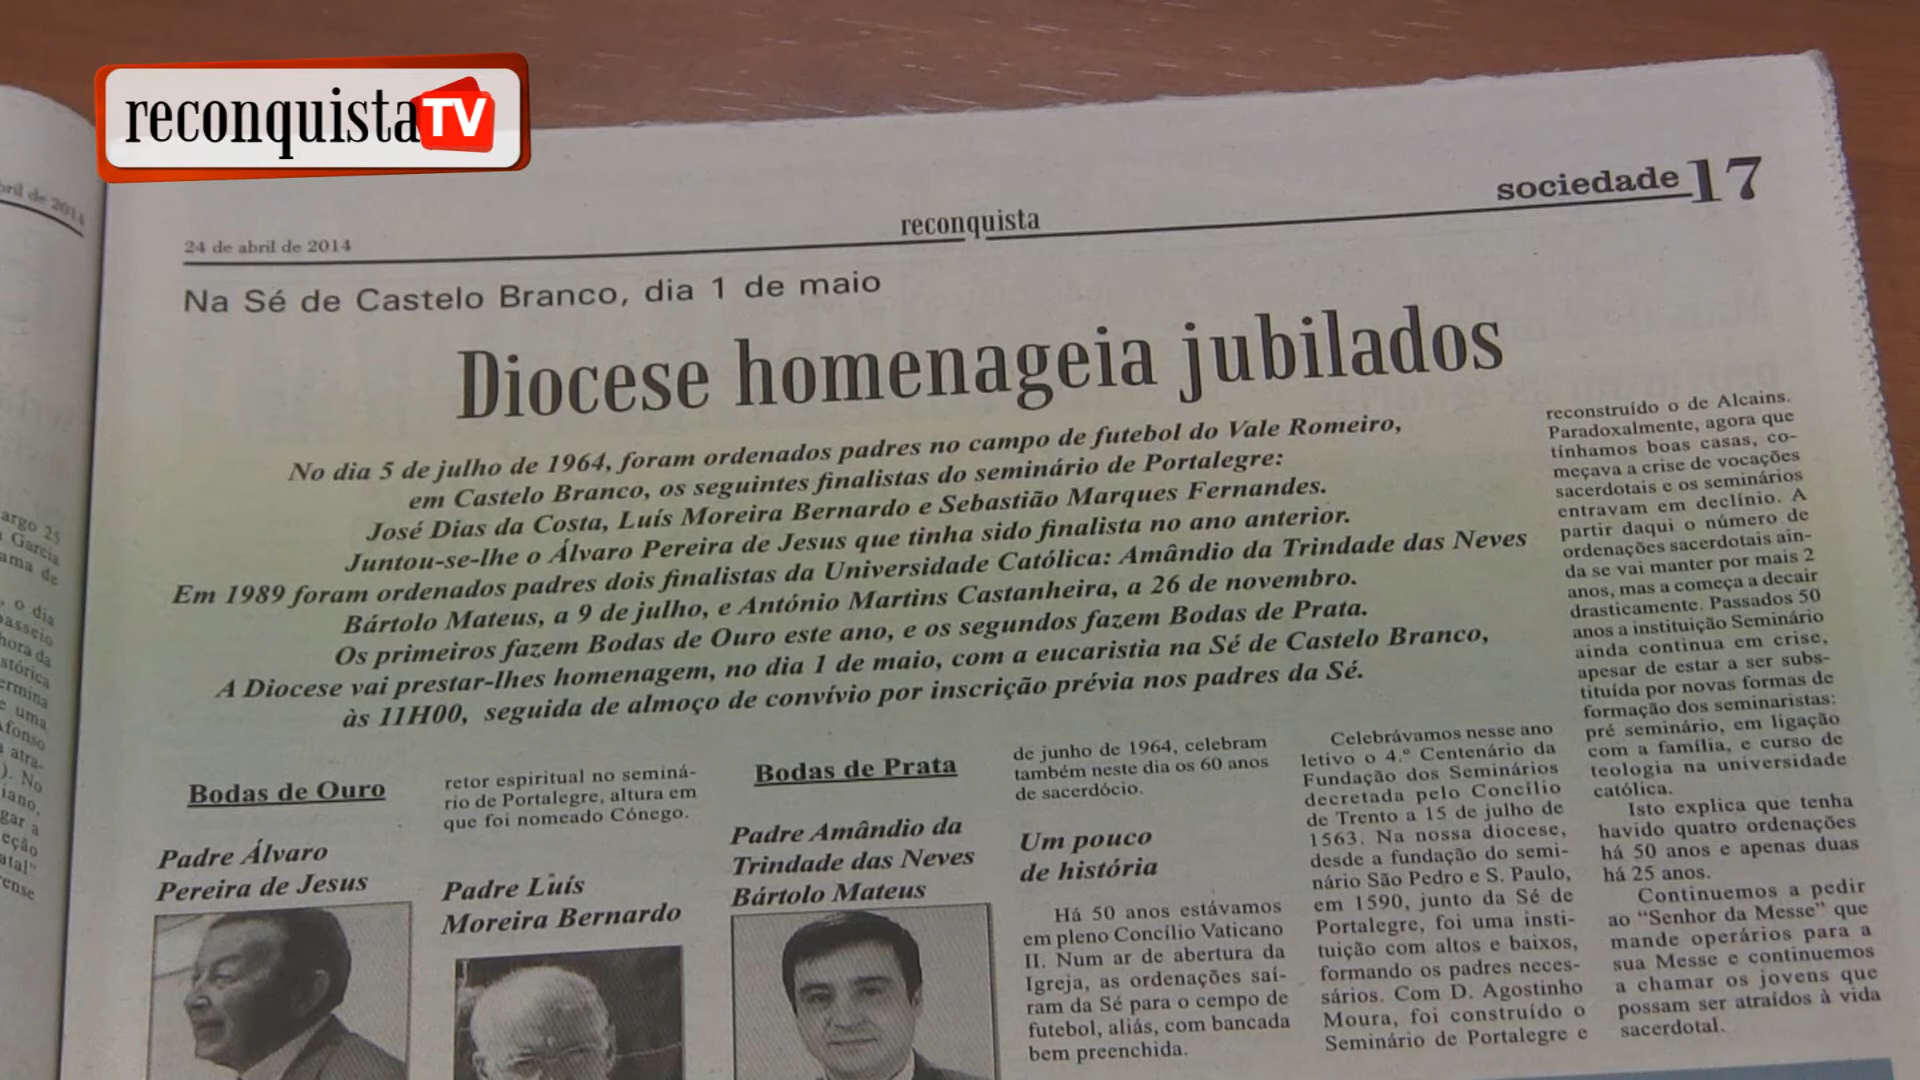 reconquistaTV
24 de abril de 2014
reconquista
sociedade 17
Na Sé de Castelo Branco, dia 1 de maio
Diocese homenageia jubilados
No dia 5 de julho de 1964, foram ordenados padres no campo de futebol do Vale Romeiro,
em Castelo Branco, os seguintes finalistas do seminário de Portalegre:
José Dias da Costa, Luís Moreira Bernardo e Sebastião Marques Fernandes.
Juntou-se-lhe o Álvaro Pereira de Jesus que tinha sido finalista no ano anterior.
Em 1989 foram ordenados padres dois finalistas da Universidade Católica: Amândio da Trindade das Neves
Bártolo Mateus, a 9 de julho, e António Martins Castanheira, a 26 de novembro.
Os primeiros fazem Bodas de Ouro este ano, e os segundos fazem Bodas de Prata.
A Diocese vai prestar-lhes homenagem, no dia 1 de maio, com a eucaristia na Sé de Castelo Branco,
às 11H00, seguida de almoço de convívio por inscrição prévia nos padres da Sé.
Bodas de Ouro
Padre Álvaro
Pereira de Jesus
retor espiritual no seminá-
rio de Portalegre, altura em
que foi nomeado Cónego.
Padre Luís
Moreira Bernardo
Bodas de Prata
Padre Amândio da
Trindade das Neves
Bártolo Mateus
de junho de 1964, celebram
também neste dia os 60 anos
de sacerdócio.
Um pouco
de história
Há 50 anos estávamos
em pleno Concílio Vaticano
II. Num ar de abertura da
Igreja, as ordenações saí-
ram da Sé para o cempo de
futebol, aliás, com bancada
bem preenchida.
Celebrávamos nesse ano
letivo o 4.º Centenário da
Fundação dos Seminários
decretada pelo Concílio
de Trento a 15 de julho de
1563. Na nossa diocese,
desde a fundação do semi-
nário São Pedro e S. Paulo,
em 1590, junto da Sé de
Portalegre, foi uma insti-
tuição com altos e baixos,
formando os padres neces-
sários. Com D. Agostinho
Moura, foi construído o
Seminário de Portalegre e
reconstruído o de Alcains.
Paradoxalmente, agora que
tínhamos boas casas, co-
meçava a crise de vocações
sacerdotais e os seminários
entravam em declínio. A
partir daqui o número de
ordenações sacerdotais ain-
da se vai manter por mais 2
anos, mas a começa a decair
drasticamente. Passados 50
anos a instituição Seminário
ainda continua em crise,
apesar de estar a ser subs-
tituída por novas formas de
formação dos seminaristas:
pré seminário, em ligação
com a família, e curso de
teologia na universidade
católica.
Isto explica que tenha
havido quatro ordenações
há 50 anos e apenas duas
há 25 anos.
Continuemos a pedir
ao “Senhor da Messe” que
mande operários para a
sua Messe e continuemos
a chamar os jovens que
possam ser atraídos à vida
sacerdotal.